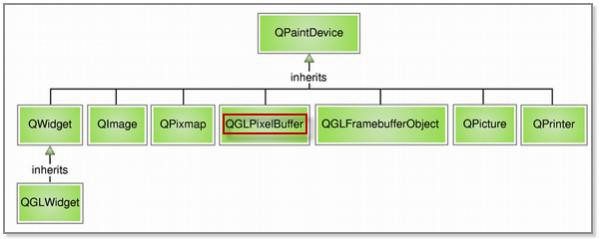 QPaintDevice
inherits
QWidget QImage QPixmap QGLPixelBuffer QGLFramebufferObject QPicture QPrinter
inherits
QGLWidget